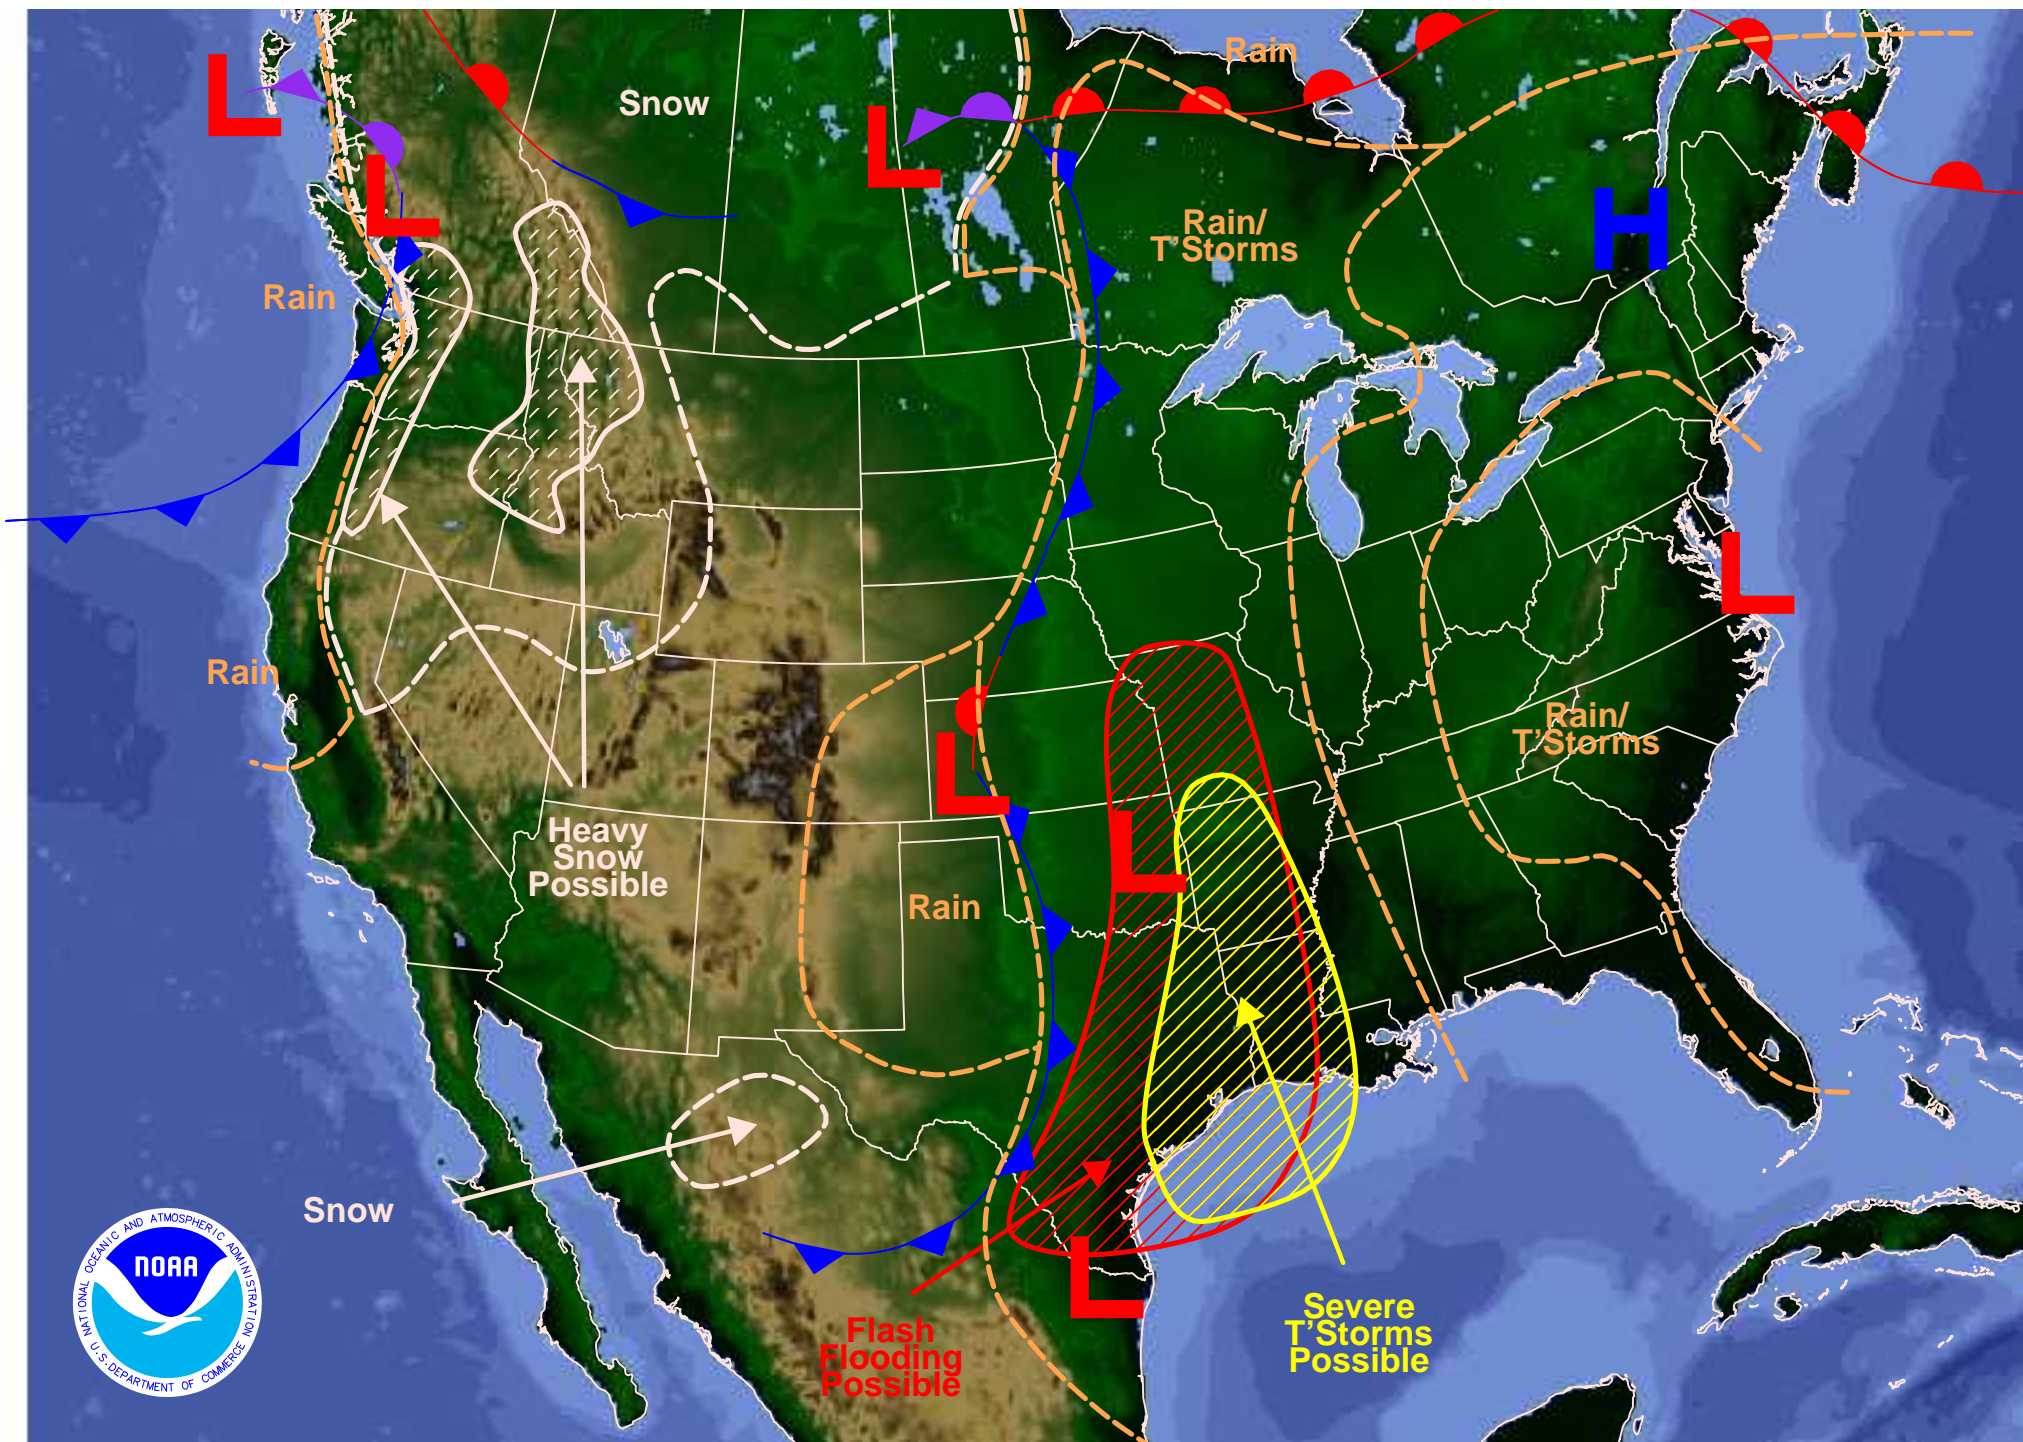 L
L
L
H
L
L
L
L
Rain
Snow
Rain/
T'Storms
Rain
Rain
Rain/
T'Storms
Heavy
Snow
Possible
Rain
Snow
Flash
Flooding
Possible
Severe
T'Storms
Possible
NATIONAL OCEANIC AND ATMOSPHERIC ADMINISTRATION
NOAA
U.S. DEPARTMENT OF COMMERCE